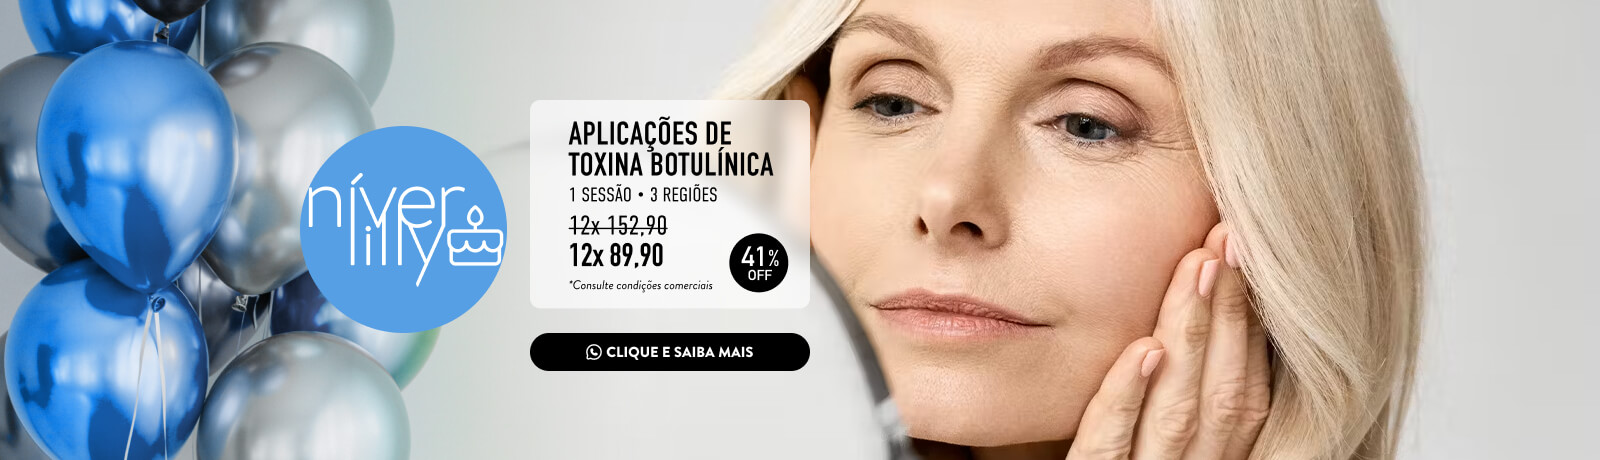 níver
lilly
APLICAÇÕES DE
TOXINA BOTULÍNICA
1 SESSÃO • 3 REGIÕES
12x 152,90
12x 89,90
41%
OFF
*Consulte condições comerciais
CLIQUE E SAIBA MAIS